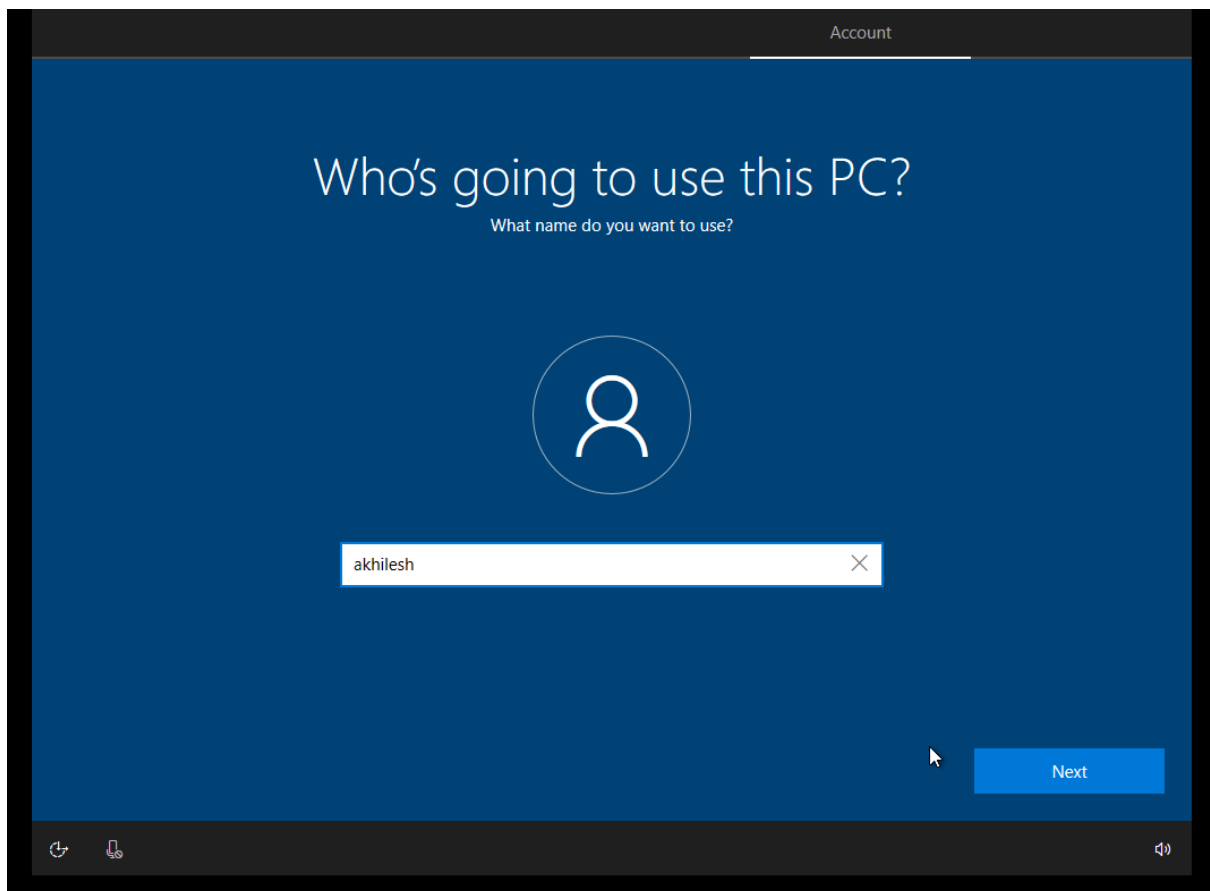 Account
Who's going to use this PC?
What name do you want to use?
akhilesh
Next